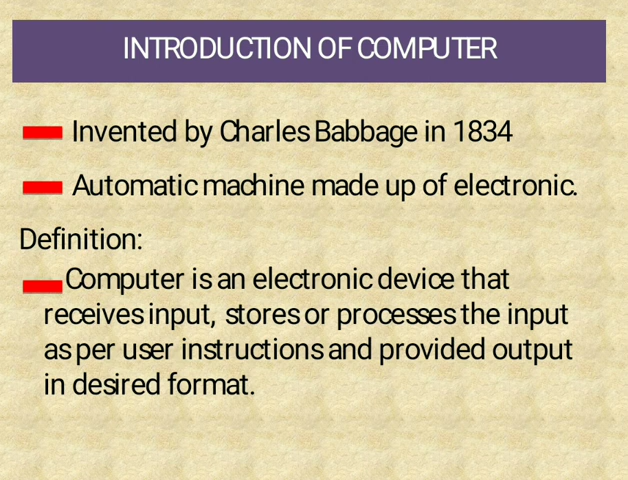 INTRODUCTION OF COMPUTER
Invented by Charles Babbage in 1834
Automatic machine made up of electronic.
Definition:
Computer is an electronic device that
receives input, stores or processes the input
as per user instructions and provided output
in desired format.